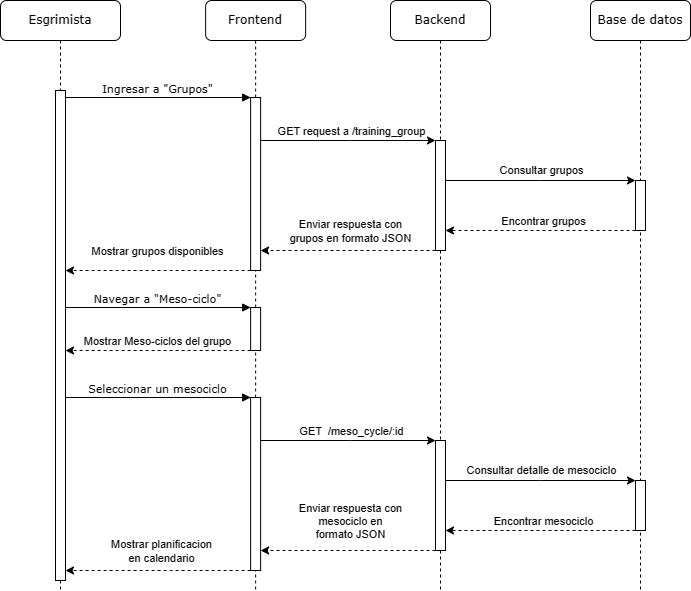 Esgrimista
Frontend
Backend
Base de datos
Ingresar a "Grupos"
GET request a /training_group
Consultar grupos
Encontrar grupos
Enviar respuesta con
grupos en formato JSON
Mostrar grupos disponibles
Navegar a "Meso-ciclo"
Mostrar Meso-ciclos del grupo
Seleccionar un mesociclo
GET /meso_cycle/:id
Consultar detalle de mesociclo
Enviar respuesta con
mesociclo en
formato JSON
Encontrar mesociclo
Mostrar planificacion
en calendario